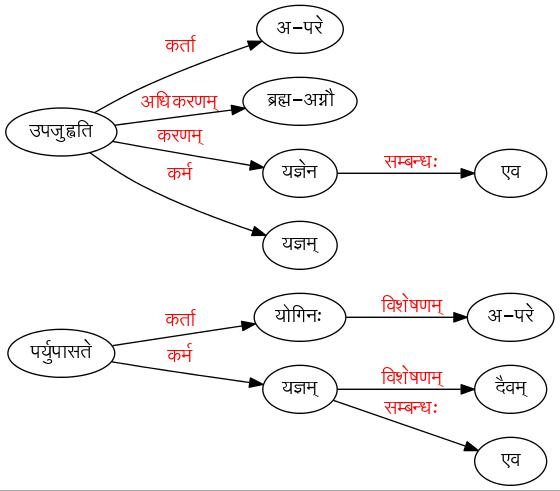 कर्ता
अ-परे
अधिकरणम्
ब्रह्म-अग्नौ
उपजुह्वति
करणम्
यज्ञेन
सम्बन्धः
एव
कर्म
यज्ञम्
कर्ता
योगिनः
विशेषणम्
अ-परे
पर्युपासते
कर्म
यज्ञम्
विशेषणम्
दैवम्
सम्बन्धः
एव